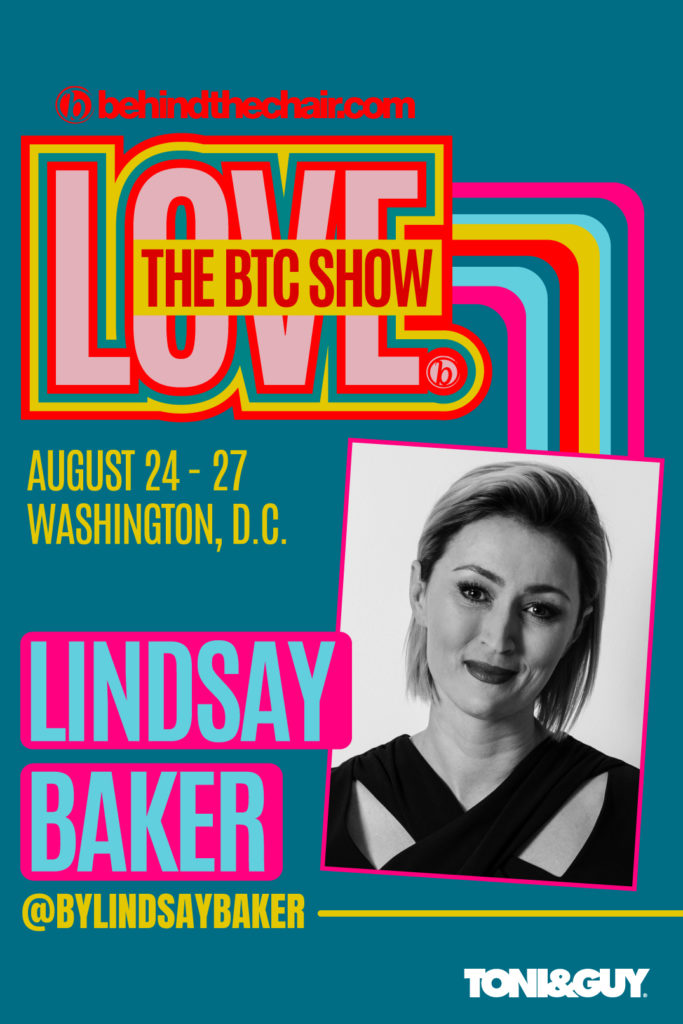 b behindthechair.com
LOVE
THE BTC SHOW
b
AUGUST 24 - 27
WASHINGTON, D.C.
LINDSAY
BAKER
@BYLINDSAYBAKER
TONI&GUY®